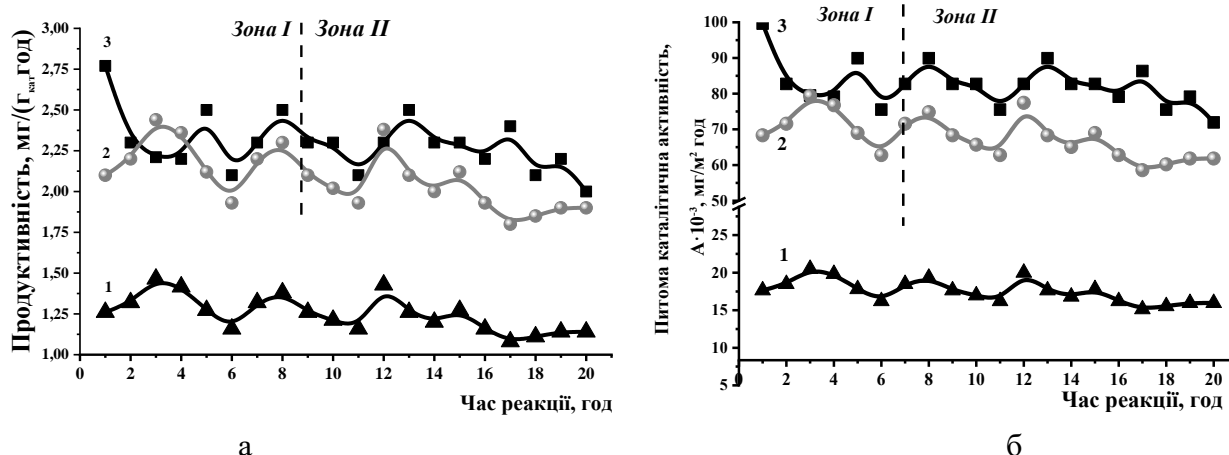 Продуктивність, мг/(г_кат год)
3,00
2,75
2,50
2,25
2,00
1,75
1,50
1,25
1,00
Зона I Зона II
3
2
1
0 2 4 6 8 10 12 14 16 18 20
Час реакції, год
а
Питома каталітична активність,
А·10⁻³, мг/м² год
100
90
80
70
60
50
25
20
15
10
5
Зона I Зона II
3
2
1
0 2 4 6 8 10 12 14 16 18 20
Час реакції, год
б